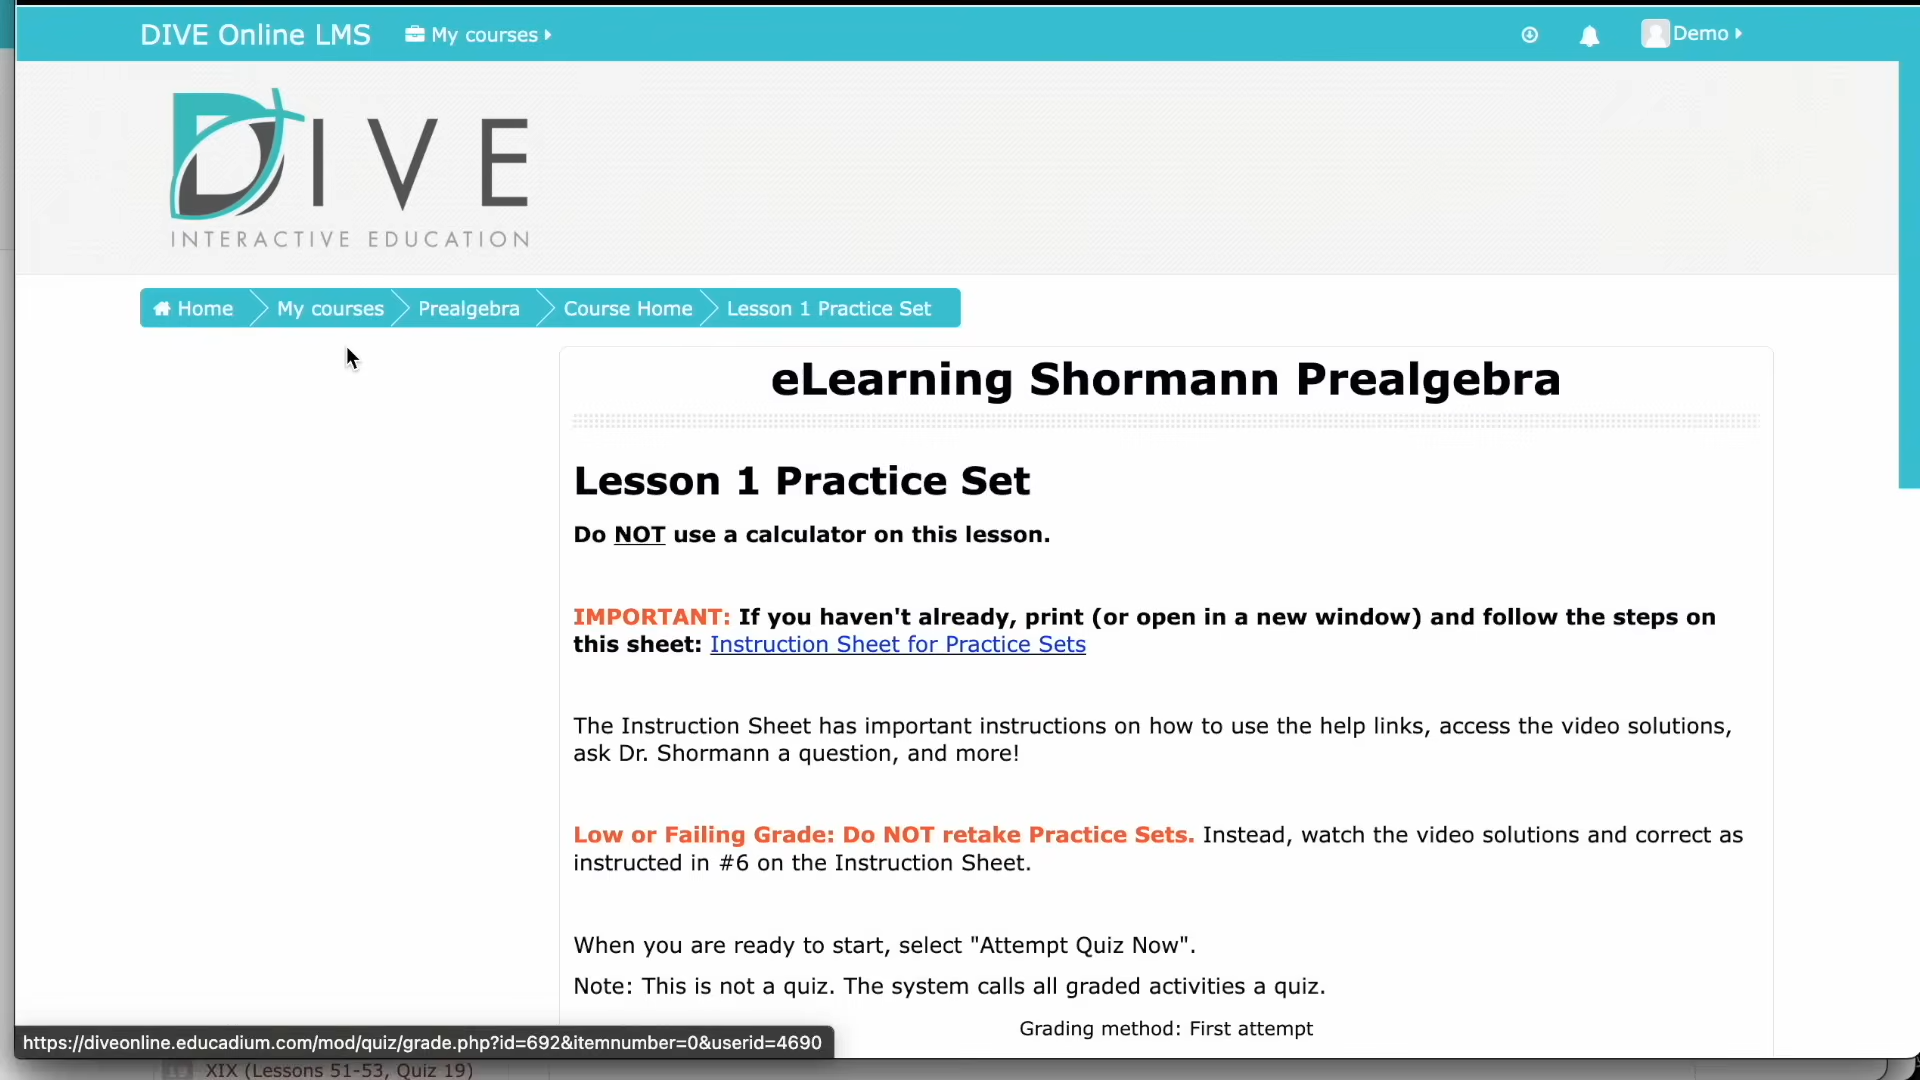 DIVE Online LMS My courses Demo
DIVE
INTERACTIVE EDUCATION
Home My courses Prealgebra Course Home Lesson 1 Practice Set
eLearning Shormann Prealgebra
Lesson 1 Practice Set
Do NOT use a calculator on this lesson.
IMPORTANT: If you haven't already, print (or open in a new window) and follow the steps on
this sheet: Instruction Sheet for Practice Sets
The Instruction Sheet has important instructions on how to use the help links, access the video solutions,
ask Dr. Shormann a question, and more!
Low or Failing Grade: Do NOT retake Practice Sets. Instead, watch the video solutions and correct as
instructed in #6 on the Instruction Sheet.
When you are ready to start, select "Attempt Quiz Now".
Note: This is not a quiz. The system calls all graded activities a quiz.
Grading method: First attempt
https://diveonline.educadium.com/mod/quiz/grade.php?id=692&itemnumber=0&userid=4690
XIX (Lessons 51-53, Quiz 19)